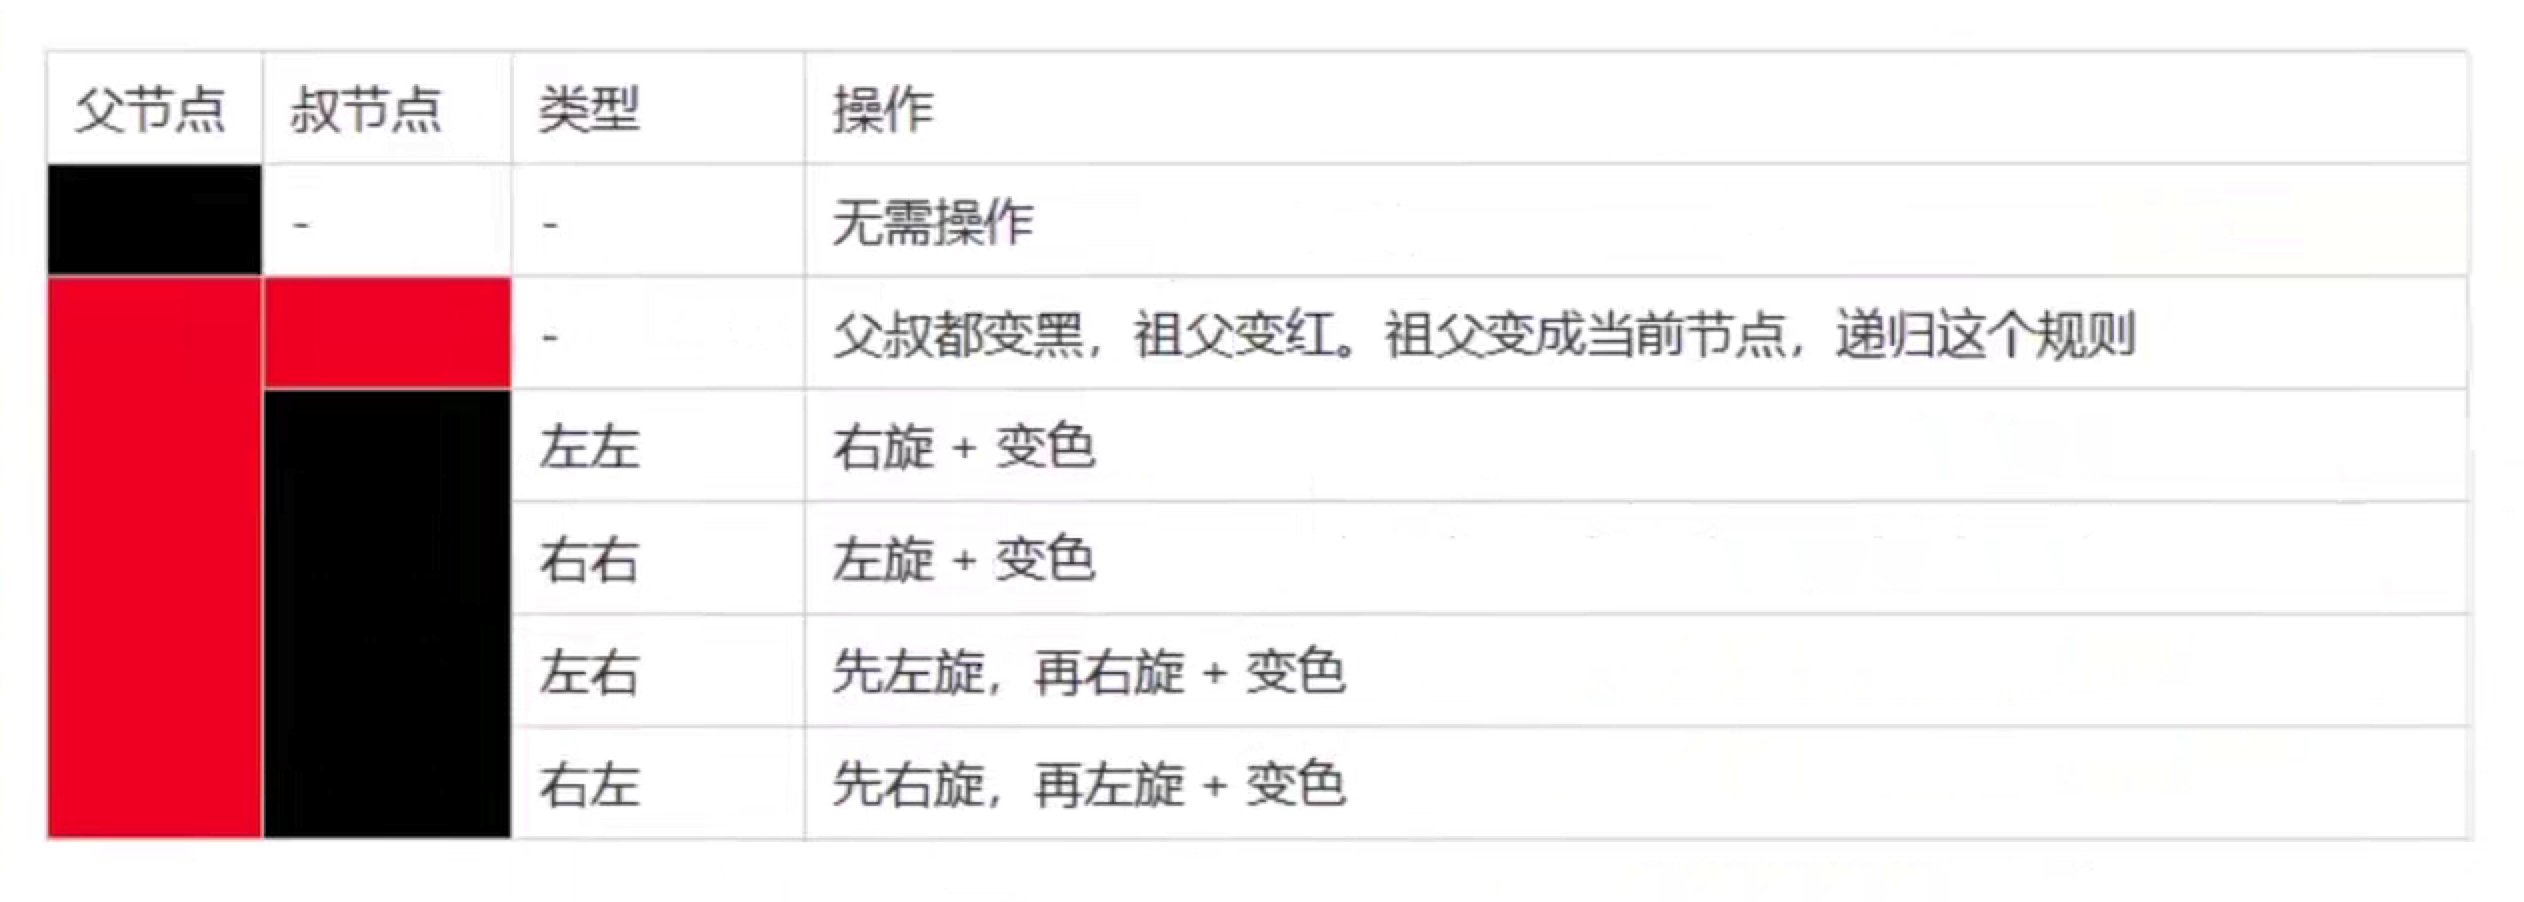 父节点 叔节点 类型 操作
- - 无需操作
- 父叔都变黑，祖父变红。祖父变成当前节点，递归这个规则
左左 右旋 + 变色
右右 左旋 + 变色
左右 先左旋，再右旋 + 变色
右左 先右旋，再左旋 + 变色